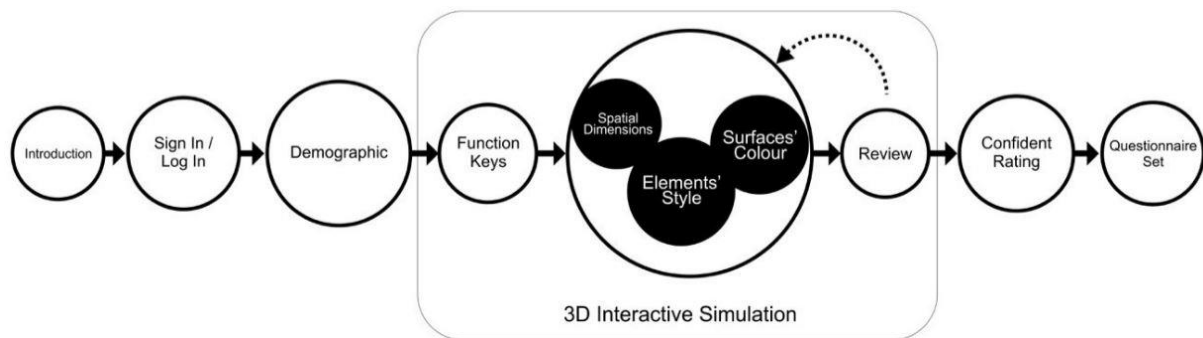 Introduction
Sign In /
Log In
Demographic
Function
Keys
Spatial
Dimensions
Elements'
Style
Surfaces'
Colour
Review
Confident
Rating
Questionnaire
Set
3D Interactive Simulation